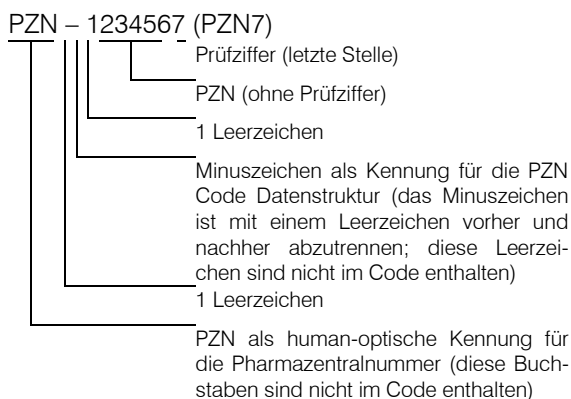 PZN – 1234567 (PZN7)
Prüfziffer (letzte Stelle)
PZN (ohne Prüfziffer)
1 Leerzeichen
Minuszeichen als Kennung für die PZN
Code Datenstruktur (das Minuszeichen
ist mit einem Leerzeichen vorher und
nachher abzutrennen; diese Leerzei-
chen sind nicht im Code enthalten)
1 Leerzeichen
PZN als human-optische Kennung für
die Pharmazentralnummer (diese Buch-
staben sind nicht im Code enthalten)